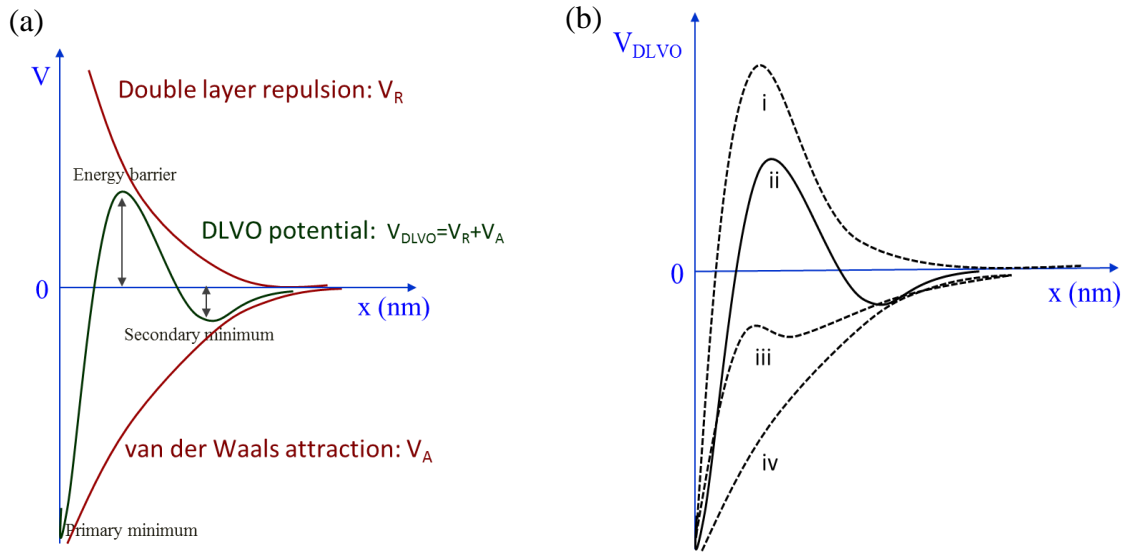 (a)
V
Double layer repulsion: VR
Energy barrier
DLVO potential: VDLVO=VR+VA
0
x (nm)
Secondary minimum
van der Waals attraction: VA
Primary minimum
(b)
VDLVO
i
ii
0
x (nm)
iii
iv